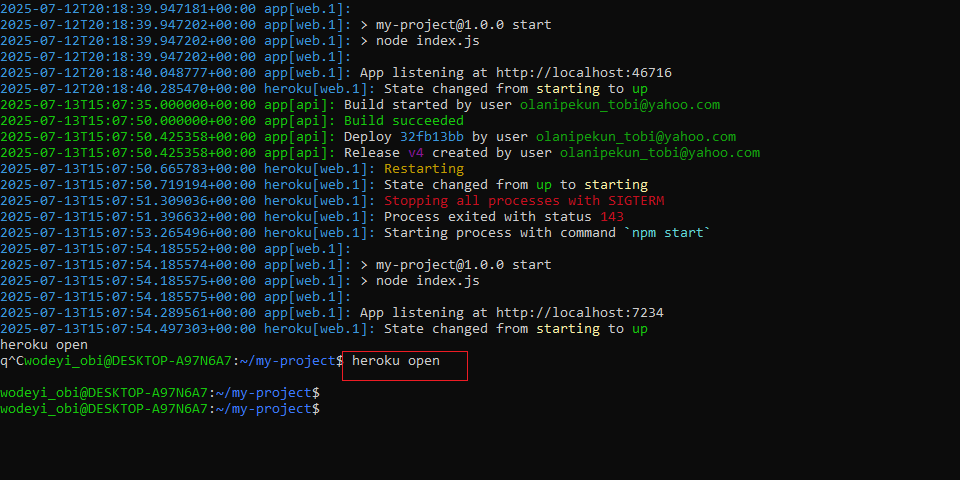 2025-07-12T20:18:39.947181+00:00 app[web.1]:
2025-07-12T20:18:39.947202+00:00 app[web.1]: > my-project@1.0.0 start
2025-07-12T20:18:39.947202+00:00 app[web.1]: > node index.js
2025-07-12T20:18:39.947202+00:00 app[web.1]:
2025-07-12T20:18:40.048777+00:00 app[web.1]: App listening at http://localhost:46716
2025-07-12T20:18:40.285470+00:00 heroku[web.1]: State changed from starting to up
2025-07-13T15:07:35.000000+00:00 app[api]: Build started by user olanipekun_tobi@yahoo.com
2025-07-13T15:07:50.000000+00:00 app[api]: Build succeeded
2025-07-13T15:07:50.425358+00:00 app[api]: Deploy 32fb13bb by user olanipekun_tobi@yahoo.com
2025-07-13T15:07:50.425358+00:00 app[api]: Release v4 created by user olanipekun_tobi@yahoo.com
2025-07-13T15:07:50.665783+00:00 heroku[web.1]: Restarting
2025-07-13T15:07:50.719194+00:00 heroku[web.1]: State changed from up to starting
2025-07-13T15:07:51.309036+00:00 heroku[web.1]: Stopping all processes with SIGTERM
2025-07-13T15:07:51.396632+00:00 heroku[web.1]: Process exited with status 143
2025-07-13T15:07:53.265496+00:00 heroku[web.1]: Starting process with command `npm start`
2025-07-13T15:07:54.185552+00:00 app[web.1]:
2025-07-13T15:07:54.185574+00:00 app[web.1]: > my-project@1.0.0 start
2025-07-13T15:07:54.185575+00:00 app[web.1]: > node index.js
2025-07-13T15:07:54.185575+00:00 app[web.1]:
2025-07-13T15:07:54.289561+00:00 app[web.1]: App listening at http://localhost:7234
2025-07-13T15:07:54.497303+00:00 heroku[web.1]: State changed from starting to up
heroku open
q^Cwodeyi_obi@DESKTOP-A97N6A7:~/my-project$ heroku open
wodeyi_obi@DESKTOP-A97N6A7:~/my-project$
wodeyi_obi@DESKTOP-A97N6A7:~/my-project$